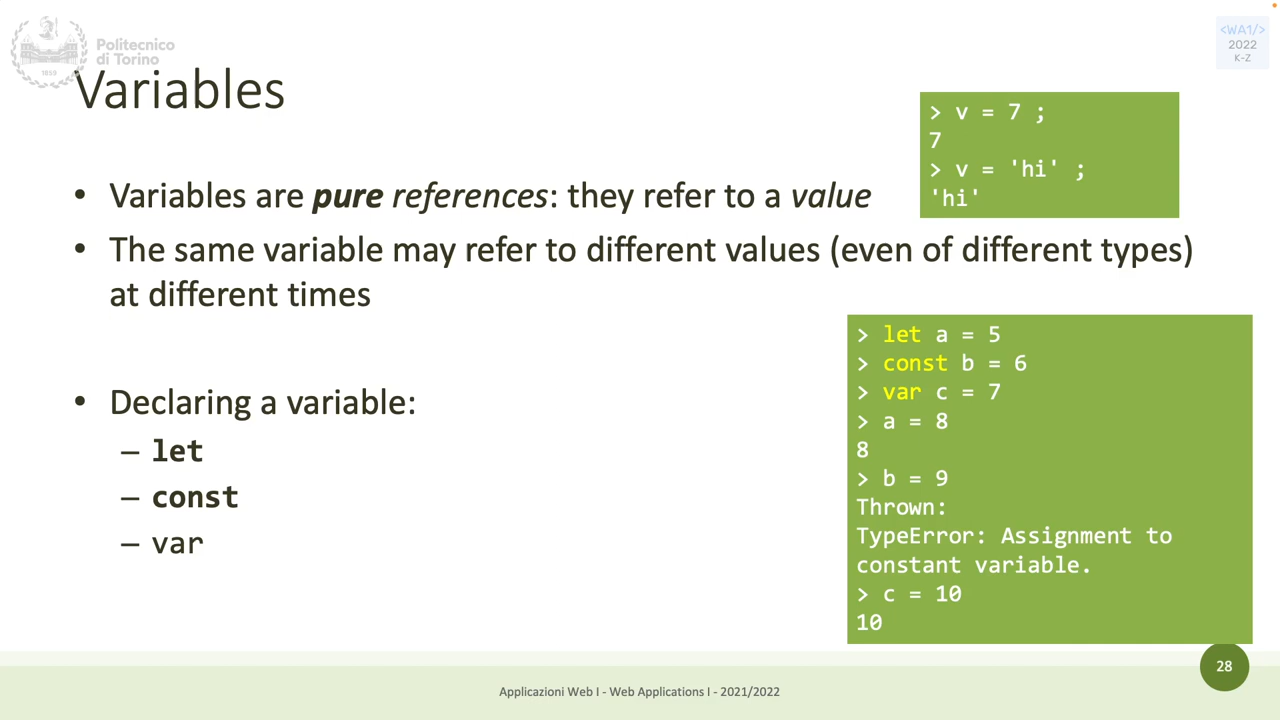 Politecnico
di Torino
1859
<WA1/>
2022
K-Z
Variables
> v = 7 ;
7
> v = 'hi' ;
'hi'
• Variables are pure references: they refer to a value
• The same variable may refer to different values (even of different types)
at different times
• Declaring a variable:
– let
– const
– var
> let a = 5
> const b = 6
> var c = 7
> a = 8
8
> b = 9
Thrown:
TypeError: Assignment to
constant variable.
> c = 10
10
28
Applicazioni Web I - Web Applications I - 2021/2022